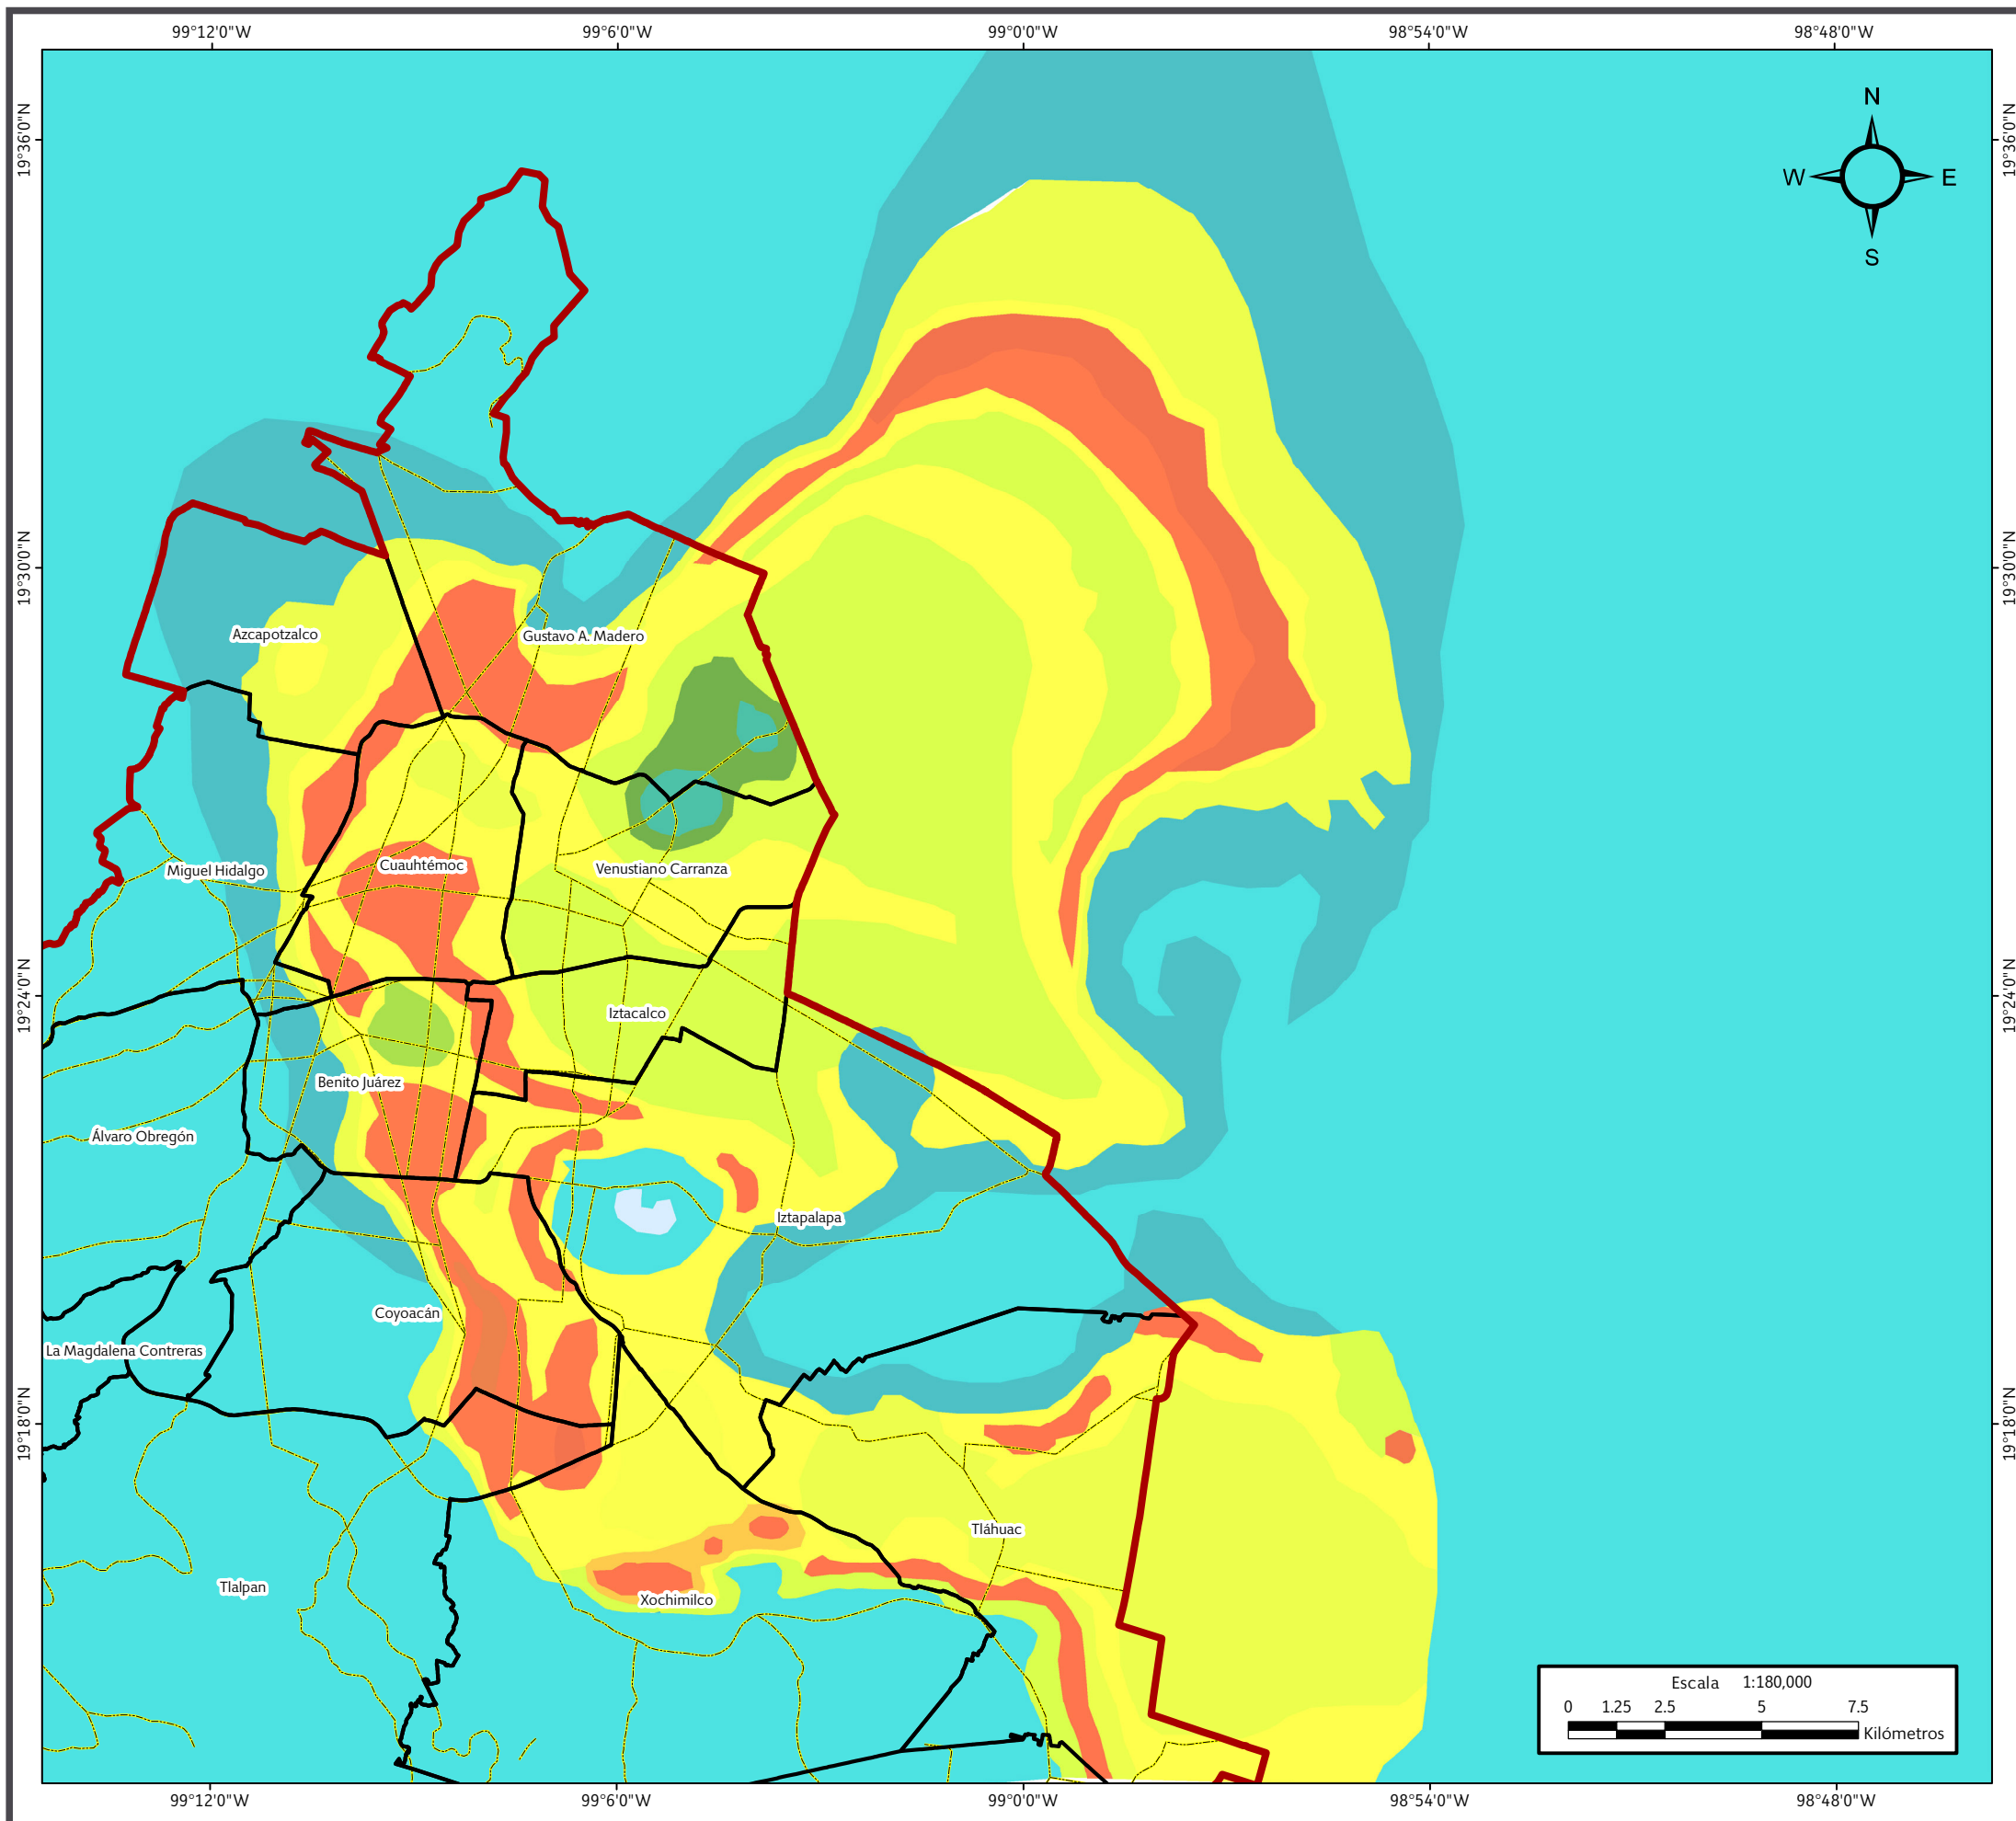 99°12'0"W
99°6'0"W
99°0'0"W
98°54'0"W
98°48'0"W
19°36'0"N
19°36'0"N
N
W
E
S
19°30'0"N
19°30'0"N
Azcapotzalco
Gustavo A. Madero
Miguel Hidalgo
Cuauhtémoc
Venustiano Carranza
19°24'0"N
19°24'0"N
Iztacalco
Benito Juárez
Álvaro Obregón
Iztapalapa
Coyoacán
La Magdalena Contreras
19°18'0"N
19°18'0"N
Tláhuac
Tlalpan
Xochimilco
Escala 1:180,000
0 1.25 2.5 5 7.5
Kilómetros
99°12'0"W
99°6'0"W
99°0'0"W
98°54'0"W
98°48'0"W